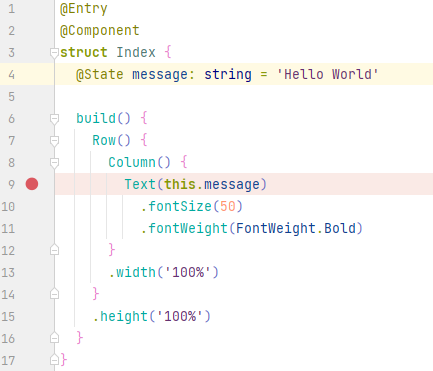 1 @Entry
2 @Component
3 struct Index {
4   @State message: string = 'Hello World'
5
6   build() {
7     Row() {
8       Column() {
9         Text(this.message)
10           .fontSize(50)
11           .fontWeight(FontWeight.Bold)
12       }
13       .width('100%')
14     }
15     .height('100%')
16   }
17 }